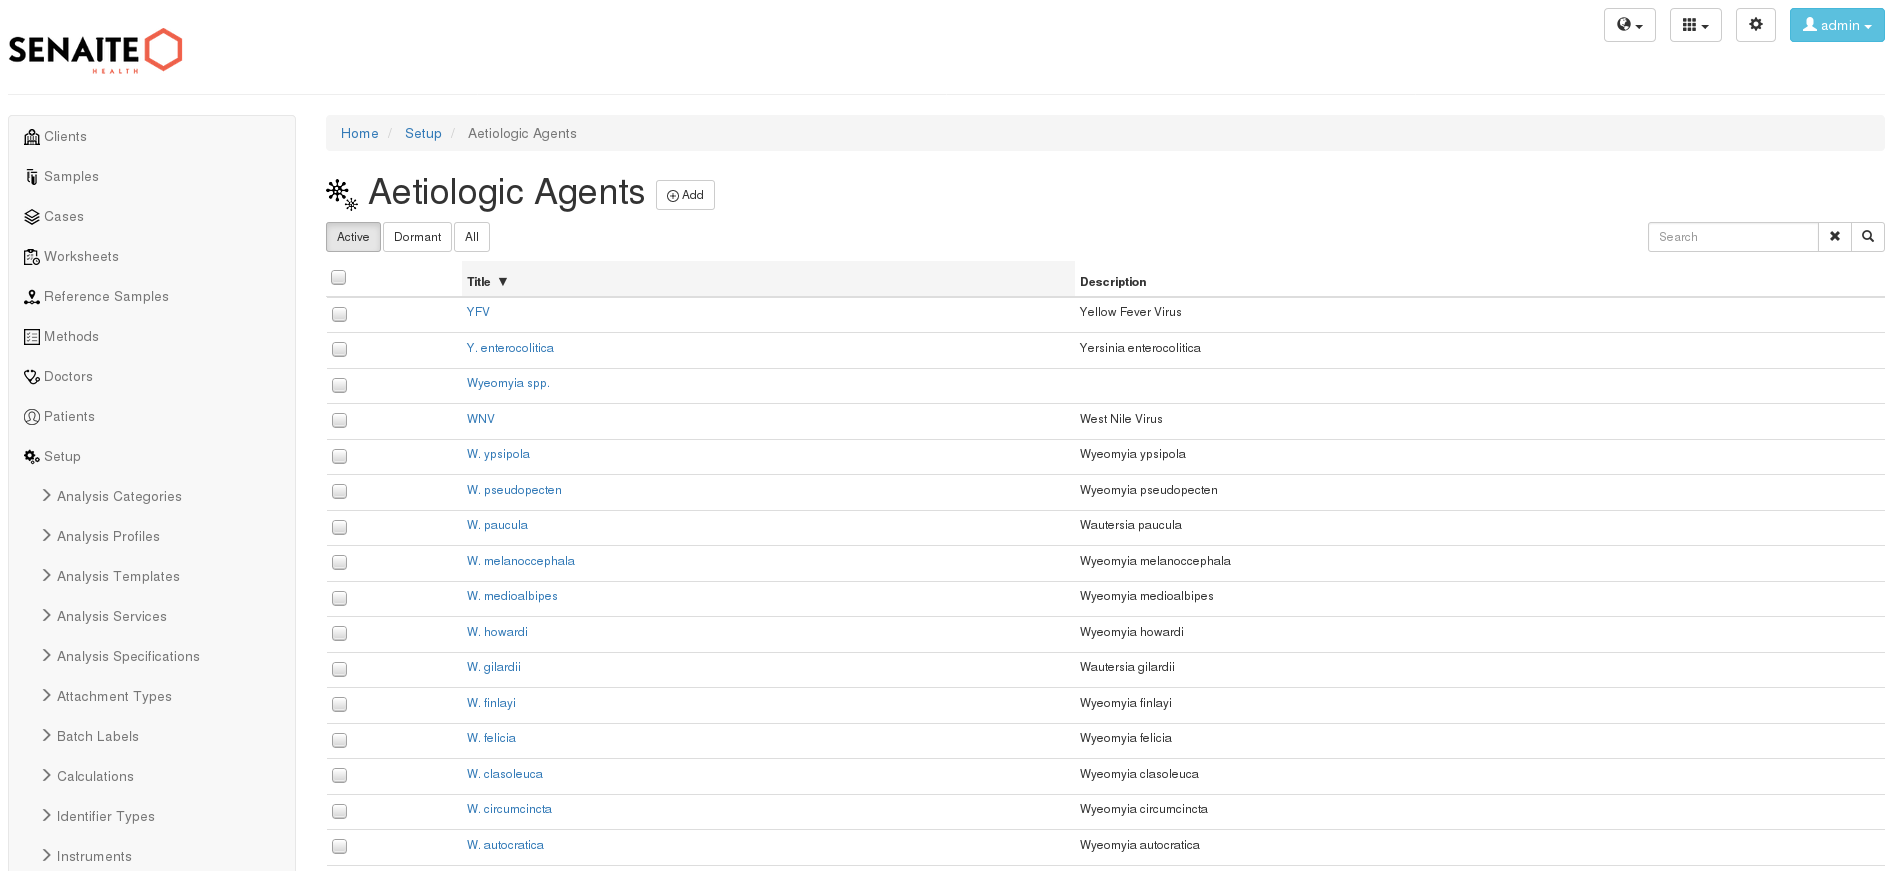 SENAITE
HEALTH
admin
Clients
Samples
Cases
Worksheets
Reference Samples
Methods
Doctors
Patients
Setup
Analysis Categories
Analysis Profiles
Analysis Templates
Analysis Services
Analysis Specifications
Attachment Types
Batch Labels
Calculations
Identifier Types
Instruments
Home / Setup / Aetiologic Agents
Aetiologic Agents Add
Active Dormant All Search
Title ▼ Description
YFV Yellow Fever Virus
Y. enterocolitica Yersinia enterocolitica
Wyeomyia spp.
WNV West Nile Virus
W. ypsipola Wyeomyia ypsipola
W. pseudopecten Wyeomyia pseudopecten
W. paucula Wautersia paucula
W. melanoccephala Wyeomyia melanoccephala
W. medioalbipes Wyeomyia medioalbipes
W. howardi Wyeomyia howardi
W. gilardii Wautersia gilardii
W. finlayi Wyeomyia finlayi
W. felicia Wyeomyia felicia
W. clasoleuca Wyeomyia clasoleuca
W. circumcincta Wyeomyia circumcincta
W. autocratica Wyeomyia autocratica